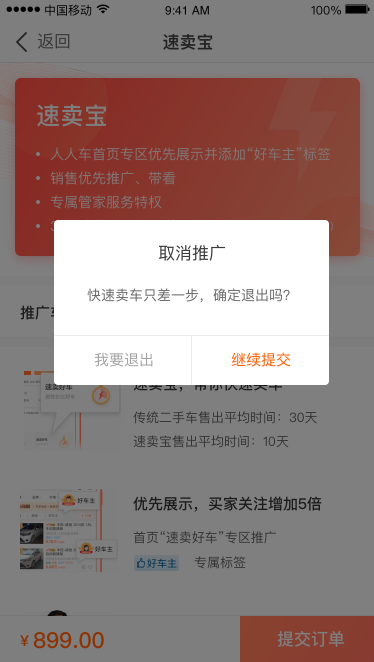 中国移动 9:41 AM 100%
返回 速卖宝
速卖宝
人人车首页专区优先展示并添加“好车主”标签
销售优先推广、带看
专属管家服务特权
取消推广
快速卖车只差一步，确定退出吗？
我要退出 继续提交
推广车
速卖好车
速卖宝，帮你快速卖车
传统二手车售出平均时间：30天
速卖宝售出平均时间：10天
优先展示，买家关注增加5倍
好车主
首页“速卖好车”专区推广
好车主
好车主 专属标签
¥ 899.00 提交订单